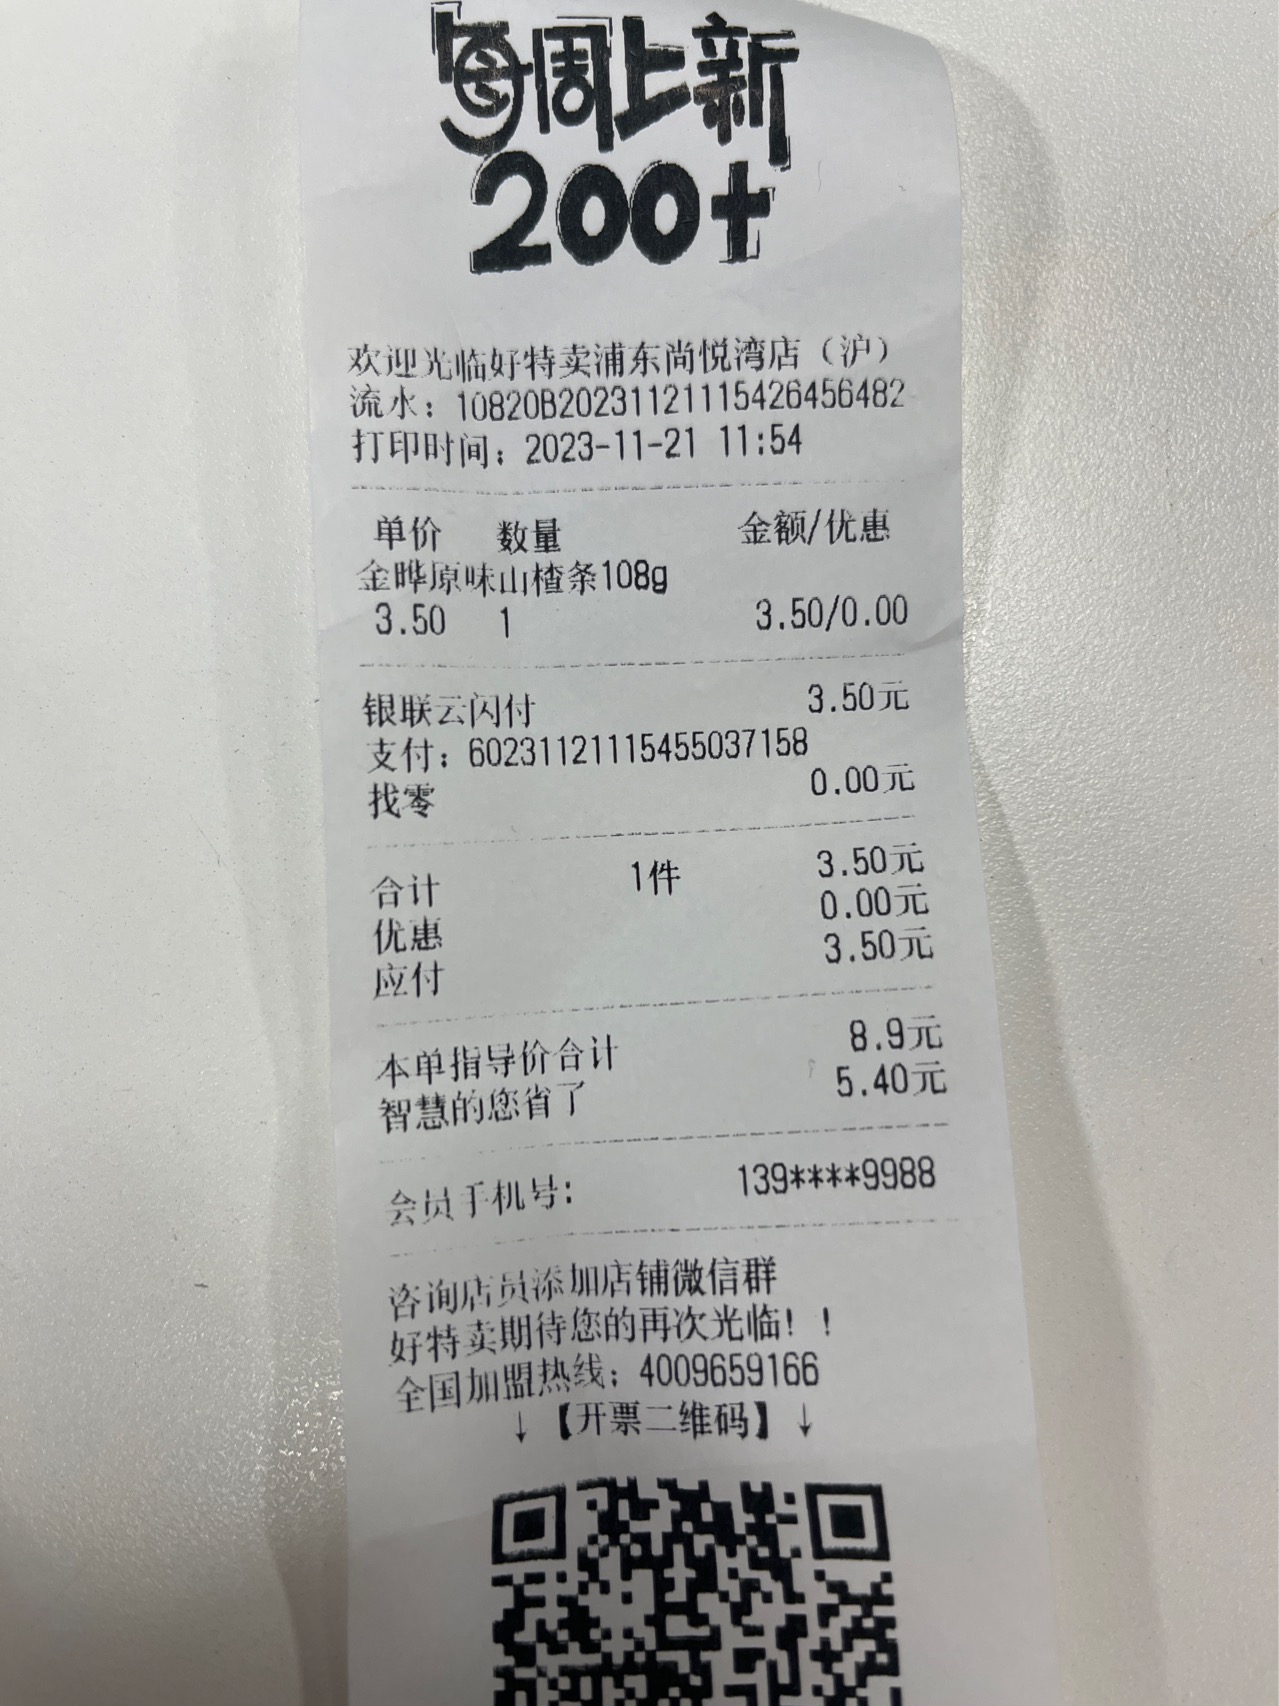 每周上新
200+
欢迎光临好特卖浦东尚悦湾店（沪）
流水：10820B202311211115426456482
打印时间：2023-11-21 11:54
单价 数量 金额/优惠
金晔原味山楂条108g
3.50 1 3.50/0.00
银联云闪付 3.50元
支付：60231121115455037158
找零 0.00元
合计 1件 3.50元
优惠 0.00元
应付 3.50元
本单指导价合计 8.9元
智慧的您省了 5.40元
会员手机号: 139****9988
咨询店员添加店铺微信群
好特卖期待您的再次光临！！
全国加盟热线：4009659166
↓【开票二维码】↓